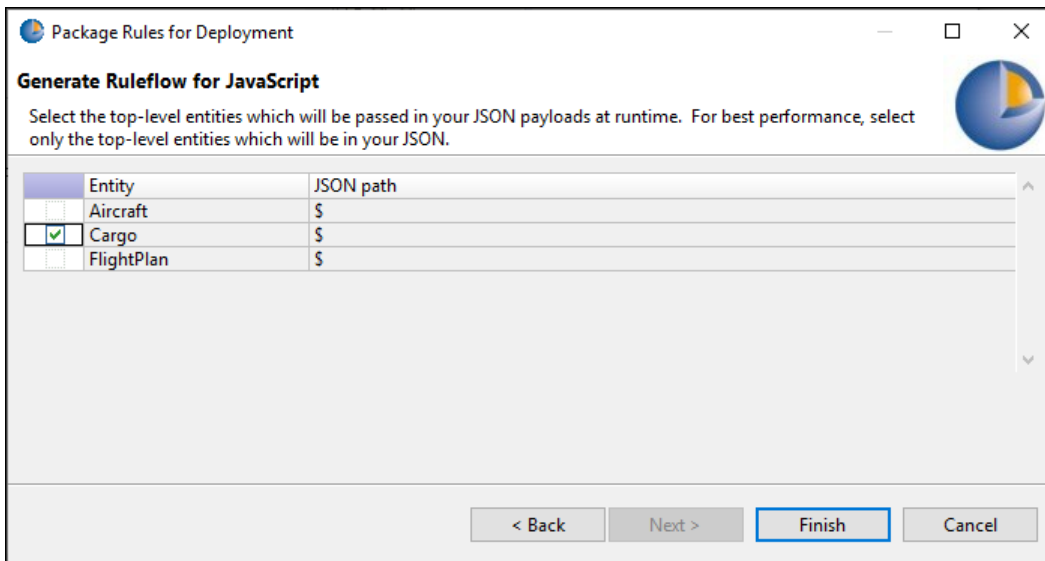 Package Rules for Deployment
Generate Ruleflow for JavaScript
Select the top-level entities which will be passed in your JSON payloads at runtime. For best performance, select
only the top-level entities which will be in your JSON.
Entity JSON path
Aircraft $
Cargo $
FlightPlan $
< Back Next > Finish Cancel